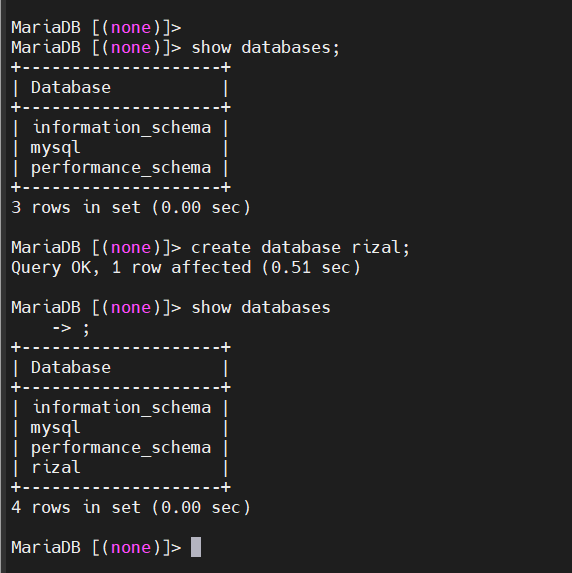 MariaDB [(none)]>
MariaDB [(none)]> show databases;
+--------------------+
| Database           |
+--------------------+
| information_schema |
| mysql              |
| performance_schema |
+--------------------+
3 rows in set (0.00 sec)

MariaDB [(none)]> create database rizal;
Query OK, 1 row affected (0.51 sec)

MariaDB [(none)]> show databases
    -> ;
+--------------------+
| Database           |
+--------------------+
| information_schema |
| mysql              |
| performance_schema |
| rizal              |
+--------------------+
4 rows in set (0.00 sec)

MariaDB [(none)]>